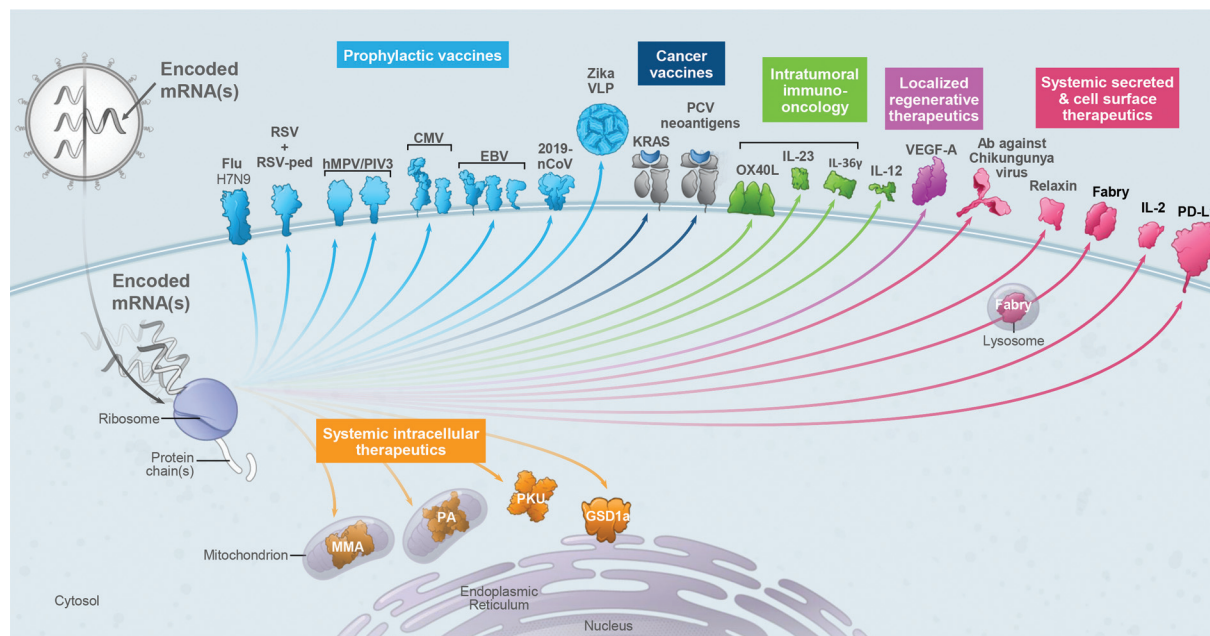 Encoded
mRNA(s)
Prophylactic vaccines
Cancer
vaccines
Intratumoral
immuno-
oncology
Localized
regenerative
therapeutics
Systemic secreted
& cell surface
therapeutics
Flu
H7N9
RSV
+
RSV-ped
hMPV/PIV3
CMV
EBV
2019-
nCoV
Zika
VLP
KRAS
PCV
neoantigens
OX40L
IL-23
IL-36γ
IL-12
VEGF-A
Ab against
Chikungunya
virus
Relaxin
Fabry
IL-2
PD-L
Encoded
mRNA(s)
Fabry
Lysosome
Ribosome
Protein
chain(s)
Systemic intracellular
therapeutics
MMA
PA
PKU
GSD1a
Mitochondrion
Endoplasmic
Reticulum
Nucleus
Cytosol